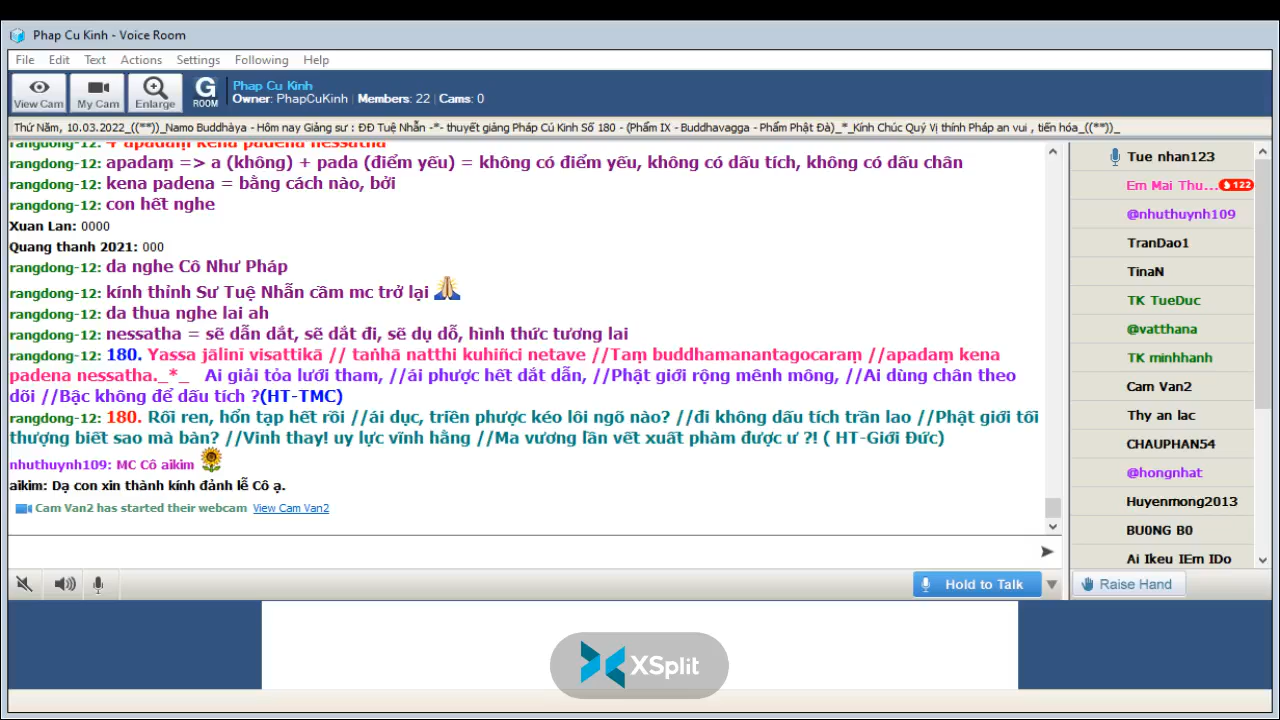 Phap Cu Kinh - Voice Room
File Edit Text Actions Settings Following Help
View Cam My Cam Enlarge G ROOM
Phap Cu Kinh
Owner: PhapCuKinh | Members: 22 | Cams: 0
Thứ Năm, 10.03.2022_((**))_Namo Buddhàya - Hôm nay Giảng sư : ĐĐ Tuệ Nhẫn -*- thuyết giảng Pháp Cú Kinh Số 180 - (Phẩm IX - Buddhavagga - Phẩm Phật Đà)_*_Kính Chúc Quý Vị thính Pháp an vui , tiến hóa_((**))_
rangdong-12: 4 apadaṃ kena padena nessatha
rangdong-12: apadaṃ => a (không) + pada (điểm yếu) = không có điểm yếu, không có dấu tích, không có dấu chân
rangdong-12: kena padena = bằng cách nào, bởi
rangdong-12: con hết nghe
Xuan Lan: 0000
Quang thanh 2021: 000
rangdong-12: da nghe Cô Như Pháp
rangdong-12: kính thỉnh Sư Tuệ Nhẫn cầm mc trở lại 🙏
rangdong-12: da thua nghe lai ah
rangdong-12: nessatha = sẽ dẫn dắt, sẽ dắt đi, sẽ dụ dỗ, hình thức tương lai
rangdong-12: 180. Yassa jālinī visattikā // taṅhā natthi kuhiñci netave //Taṃ buddhamanantagocaraṃ //apadaṃ kena
padena nessatha._*_ Ai giải tỏa lưới tham, //ái phược hết dắt dẫn, //Phật giới rộng mênh mông, //Ai dùng chân theo
dõi //Bậc không để dấu tích ?(HT-TMC)
rangdong-12: 180. Rối ren, hổn tạp hết rồi //ái dục, triền phược kéo lôi ngõ nào? //đi không dấu tích trần lao //Phật giới tối
thượng biết sao mà bàn? //Vinh thay! uy lực vĩnh hằng //Ma vương lần vết xuất phàm được ư ?! ( HT-Giới Đức)
nhuthuynh109: MC Cô aikim 🌻
aikim: Dạ con xin thành kính đảnh lễ Cô ạ.
Cam Van2 has started their webcam View Cam Van2
Hold to Talk
Tue nhan123
Em Mai Thu... 122
@nhuthuynh109
TranDao1
TinaN
TK TueDuc
@vatthana
TK minhhanh
Cam Van2
Thy an lac
CHAUPHAN54
@hongnhat
Huyenmong2013
BU0NG B0
Ai Ikeu IEm IDo
Raise Hand
XSplit